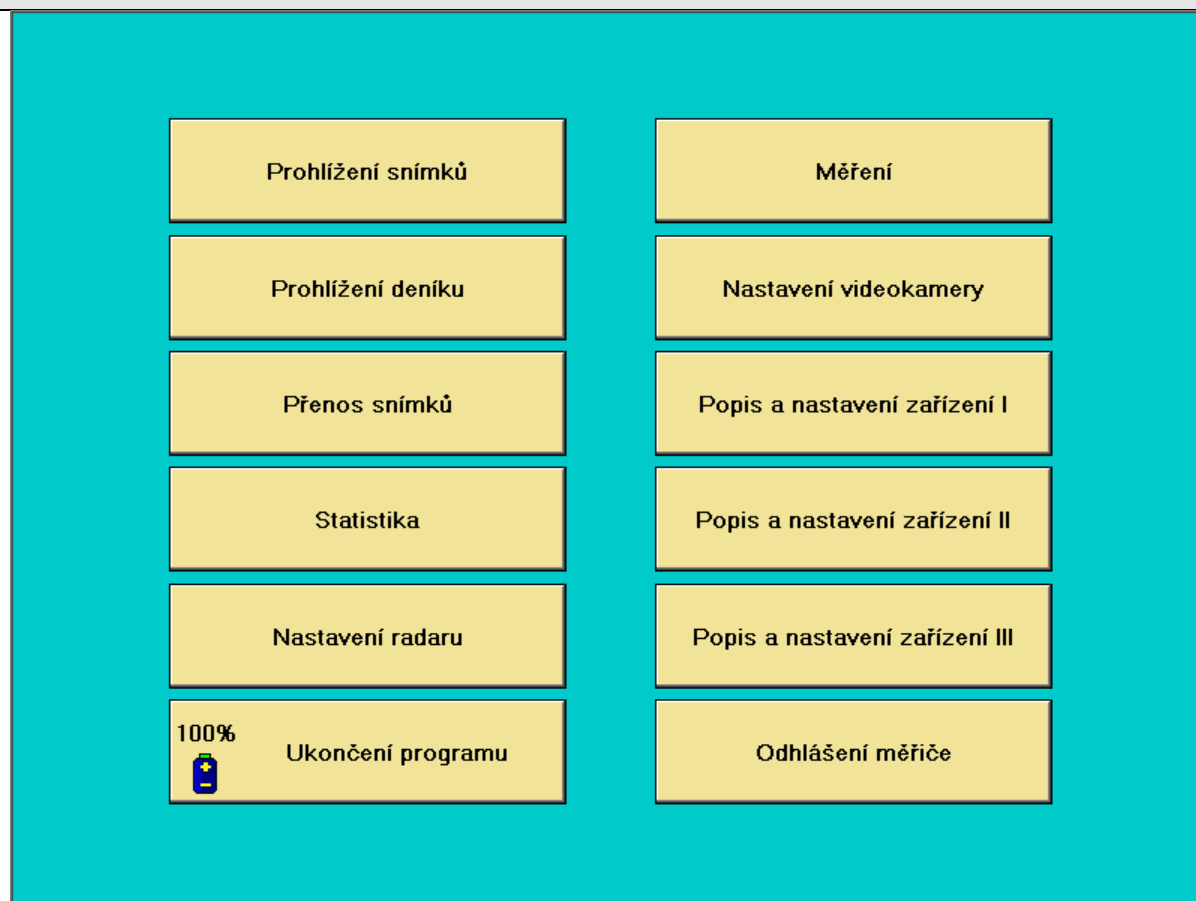 Prohlížení snímků
Měření
Prohlížení deníku
Nastavení videokamery
Přenos snímků
Popis a nastavení zařízení I
Statistika
Popis a nastavení zařízení II
Nastavení radaru
Popis a nastavení zařízení III
100%
Ukončení programu
Odhlášení měřiče